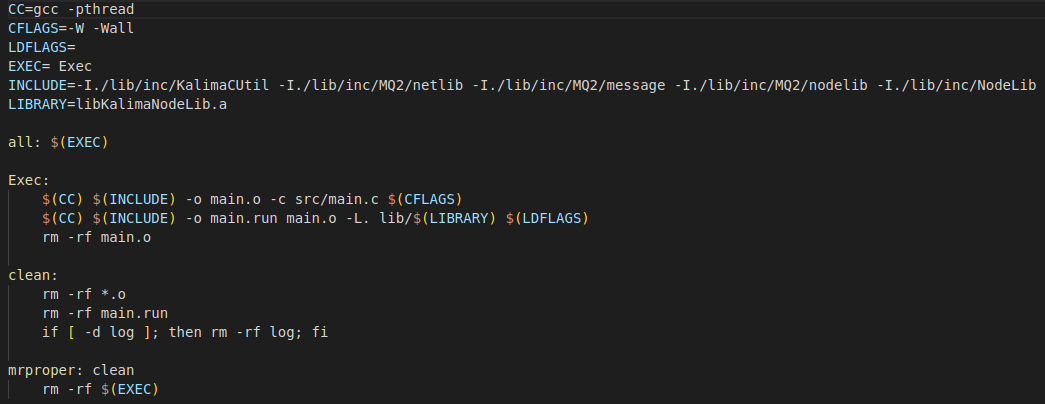 CC=gcc -pthread
CFLAGS=-W -Wall
LDFLAGS=
EXEC= Exec
INCLUDE=-I./lib/inc/KalimaCUtil -I./lib/inc/MQ2/netlib -I./lib/inc/MQ2/message -I./lib/inc/MQ2/nodelib -I./lib/inc/NodeLib
LIBRARY=libKalimaNodeLib.a
all: $(EXEC)
Exec:
$(CC) $(INCLUDE) -o main.o -c src/main.c $(CFLAGS)
$(CC) $(INCLUDE) -o main.run main.o -L. lib/$(LIBRARY) $(LDFLAGS)
rm -rf main.o
clean:
rm -rf *.o
rm -rf main.run
if [ -d log ]; then rm -rf log; fi
mrproper: clean
rm -rf $(EXEC)